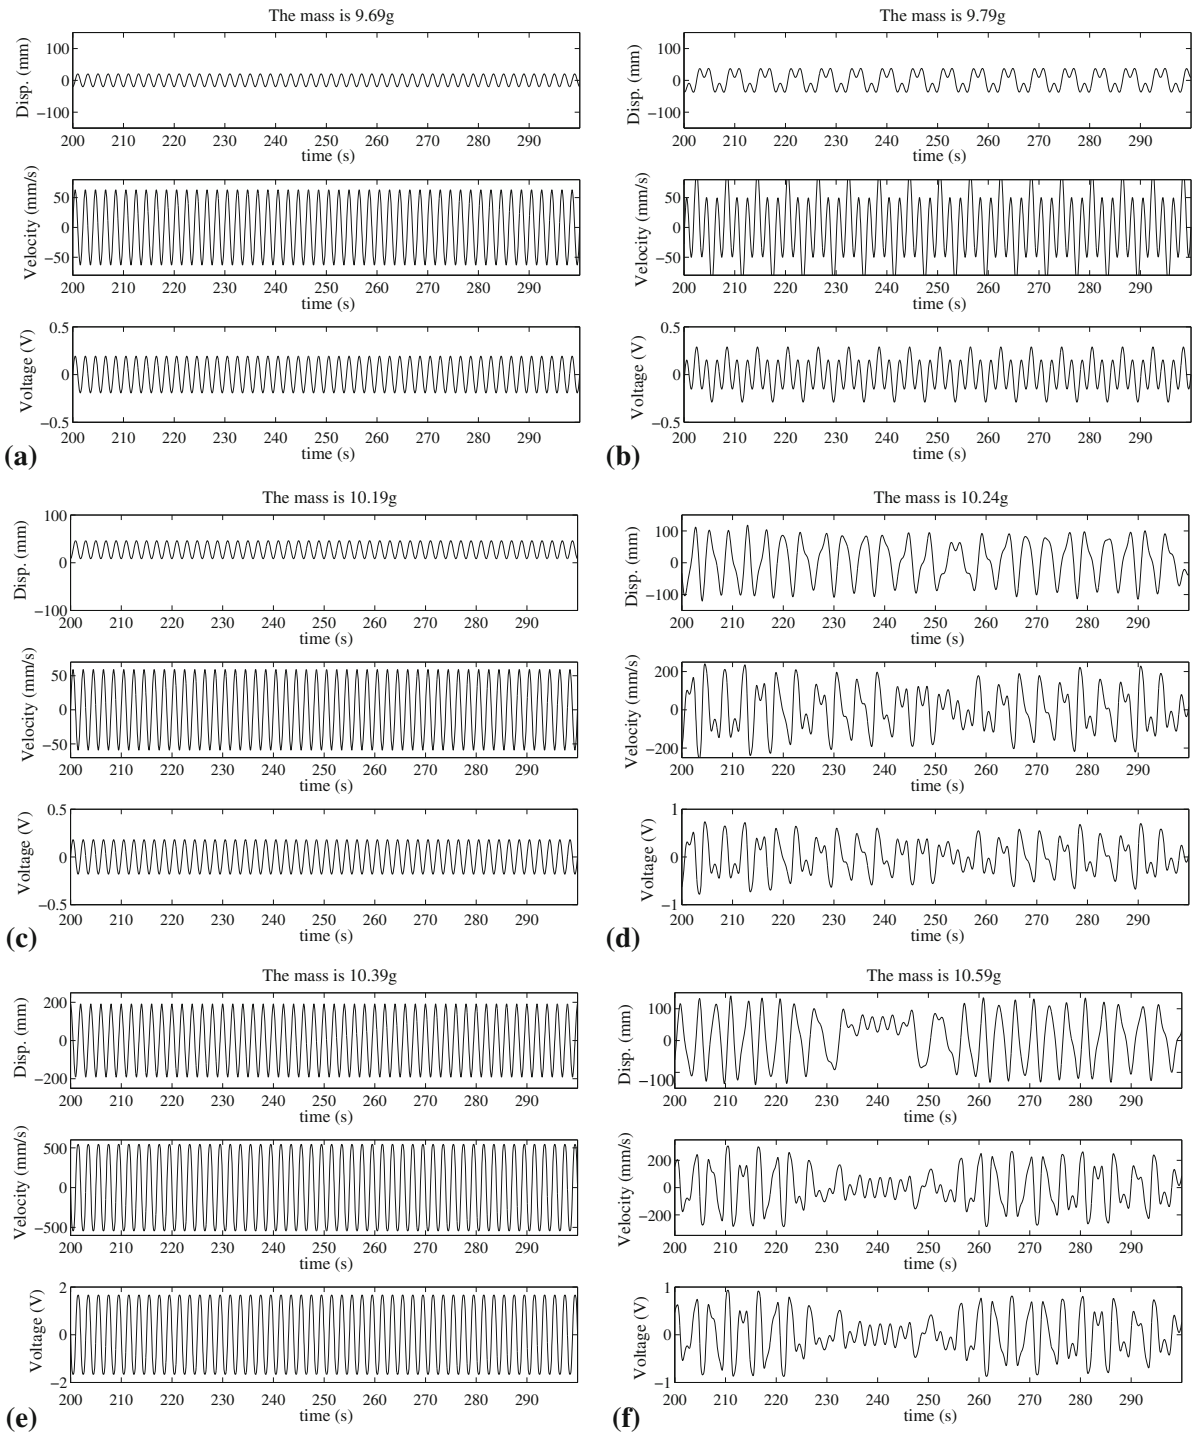 The mass is 9.69g
Disp. (mm)
100
0
−100
200 210 220 230 240 250 260 270 280 290
time (s)
Velocity (mm/s)
50
0
−50
200 210 220 230 240 250 260 270 280 290
time (s)
Voltage (V)
0.5
0
−0.5
200 210 220 230 240 250 260 270 280 290
time (s)
(a)
The mass is 9.79g
Disp. (mm)
100
0
−100
200 210 220 230 240 250 260 270 280 290
time (s)
Velocity (mm/s)
50
0
−50
200 210 220 230 240 250 260 270 280 290
time (s)
Voltage (V)
0.5
0
−0.5
200 210 220 230 240 250 260 270 280 290
time (s)
(b)
The mass is 10.19g
Disp. (mm)
100
0
−100
200 210 220 230 240 250 260 270 280 290
time (s)
Velocity (mm/s)
50
0
−50
200 210 220 230 240 250 260 270 280 290
time (s)
Voltage (V)
0.5
0
−0.5
200 210 220 230 240 250 260 270 280 290
time (s)
(c)
The mass is 10.24g
Disp. (mm)
100
0
−100
200 210 220 230 240 250 260 270 280 290
time (s)
Velocity (mm/s)
200
0
−200
200 210 220 230 240 250 260 270 280 290
time (s)
Voltage (V)
1
0
−1
200 210 220 230 240 250 260 270 280 290
time (s)
(d)
The mass is 10.39g
Disp. (mm)
200
0
−200
200 210 220 230 240 250 260 270 280 290
time (s)
Velocity (mm/s)
500
0
−500
200 210 220 230 240 250 260 270 280 290
time (s)
Voltage (V)
2
0
−2
200 210 220 230 240 250 260 270 280 290
time (s)
(e)
The mass is 10.59g
Disp. (mm)
100
0
−100
200 210 220 230 240 250 260 270 280 290
time (s)
Velocity (mm/s)
200
0
−200
200 210 220 230 240 250 260 270 280 290
time (s)
Voltage (V)
1
0
−1
200 210 220 230 240 250 260 270 280 290
time (s)
(f)